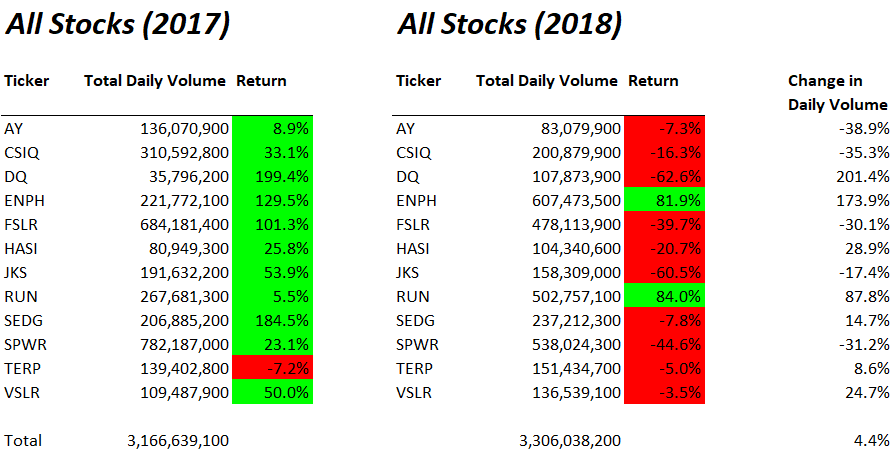 All Stocks (2017) All Stocks (2018)
Ticker Total Daily Volume Return Ticker Total Daily Volume Return Change in
Daily Volume
AY 136,070,900 8.9% AY 83,079,900 -7.3% -38.9%
CSIQ 310,592,800 33.1% CSIQ 200,879,900 -16.3% -35.3%
DQ 35,796,200 199.4% DQ 107,873,900 -62.6% 201.4%
ENPH 221,772,100 129.5% ENPH 607,473,500 81.9% 173.9%
FSLR 684,181,400 101.3% FSLR 478,113,900 -39.7% -30.1%
HASI 80,949,300 25.8% HASI 104,340,600 -20.7% 28.9%
JKS 191,632,200 53.9% JKS 158,309,000 -60.5% -17.4%
RUN 267,681,300 5.5% RUN 502,757,100 84.0% 87.8%
SEDG 206,885,200 184.5% SEDG 237,212,300 -7.8% 14.7%
SPWR 782,187,000 23.1% SPWR 538,024,300 -44.6% -31.2%
TERP 139,402,800 -7.2% TERP 151,434,700 -5.0% 8.6%
VSLR 109,487,900 50.0% VSLR 136,539,100 -3.5% 24.7%
Total 3,166,639,100 3,306,038,200 4.4%